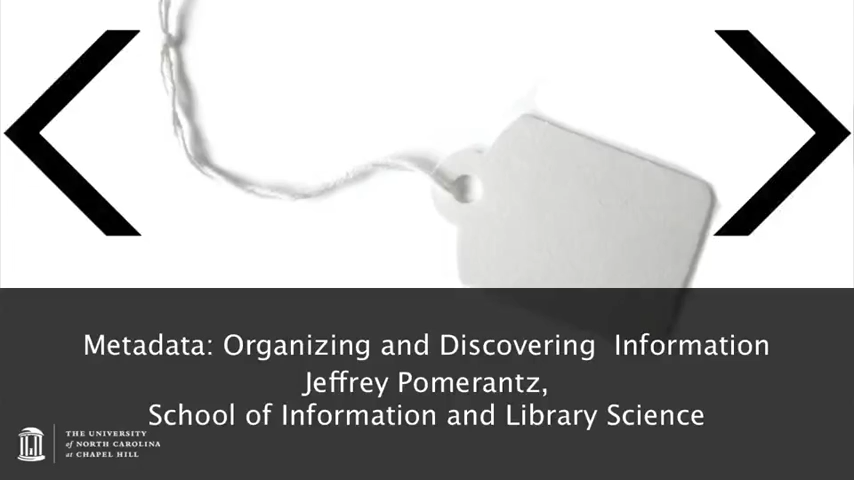 Metadata: Organizing and Discovering  Information
Jeffrey Pomerantz,
School of Information and Library Science
THE UNIVERSITY
of NORTH CAROLINA
at CHAPEL HILL